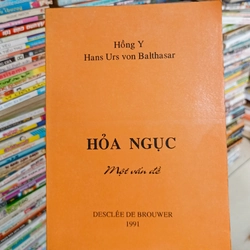 Hồng Y
Hans Urs von Balthasar
HỎA NGỤC
Một vấn đề
DESCLÉE DE BROUWER
1991